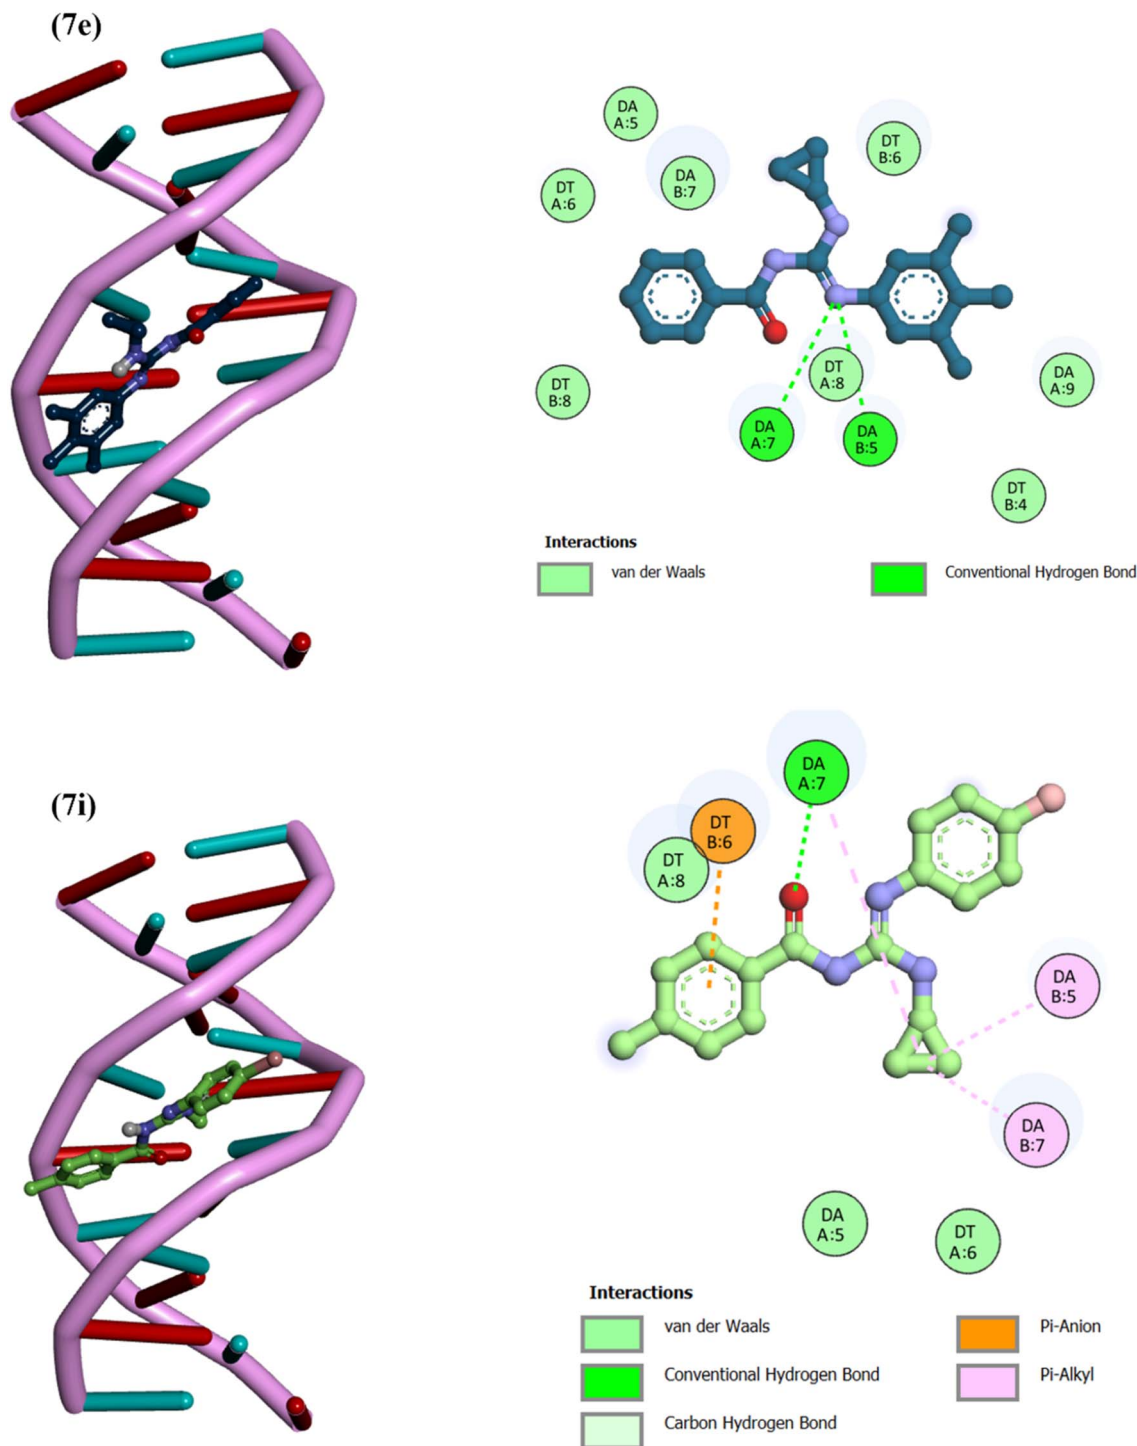 (7e)
DA
A:5
DT
B:6
DA
B:7
DT
A:6
DT
A:8
DA
A:9
DT
B:8
DA
A:7
DA
B:5
DT
B:4
Interactions
van der Waals
Conventional Hydrogen Bond
(7i)
DA
A:7
DT
B:6
DT
A:8
DA
B:5
DA
B:7
DA
A:5
DT
A:6
Interactions
van der Waals
Pi-Anion
Conventional Hydrogen Bond
Pi-Alkyl
Carbon Hydrogen Bond